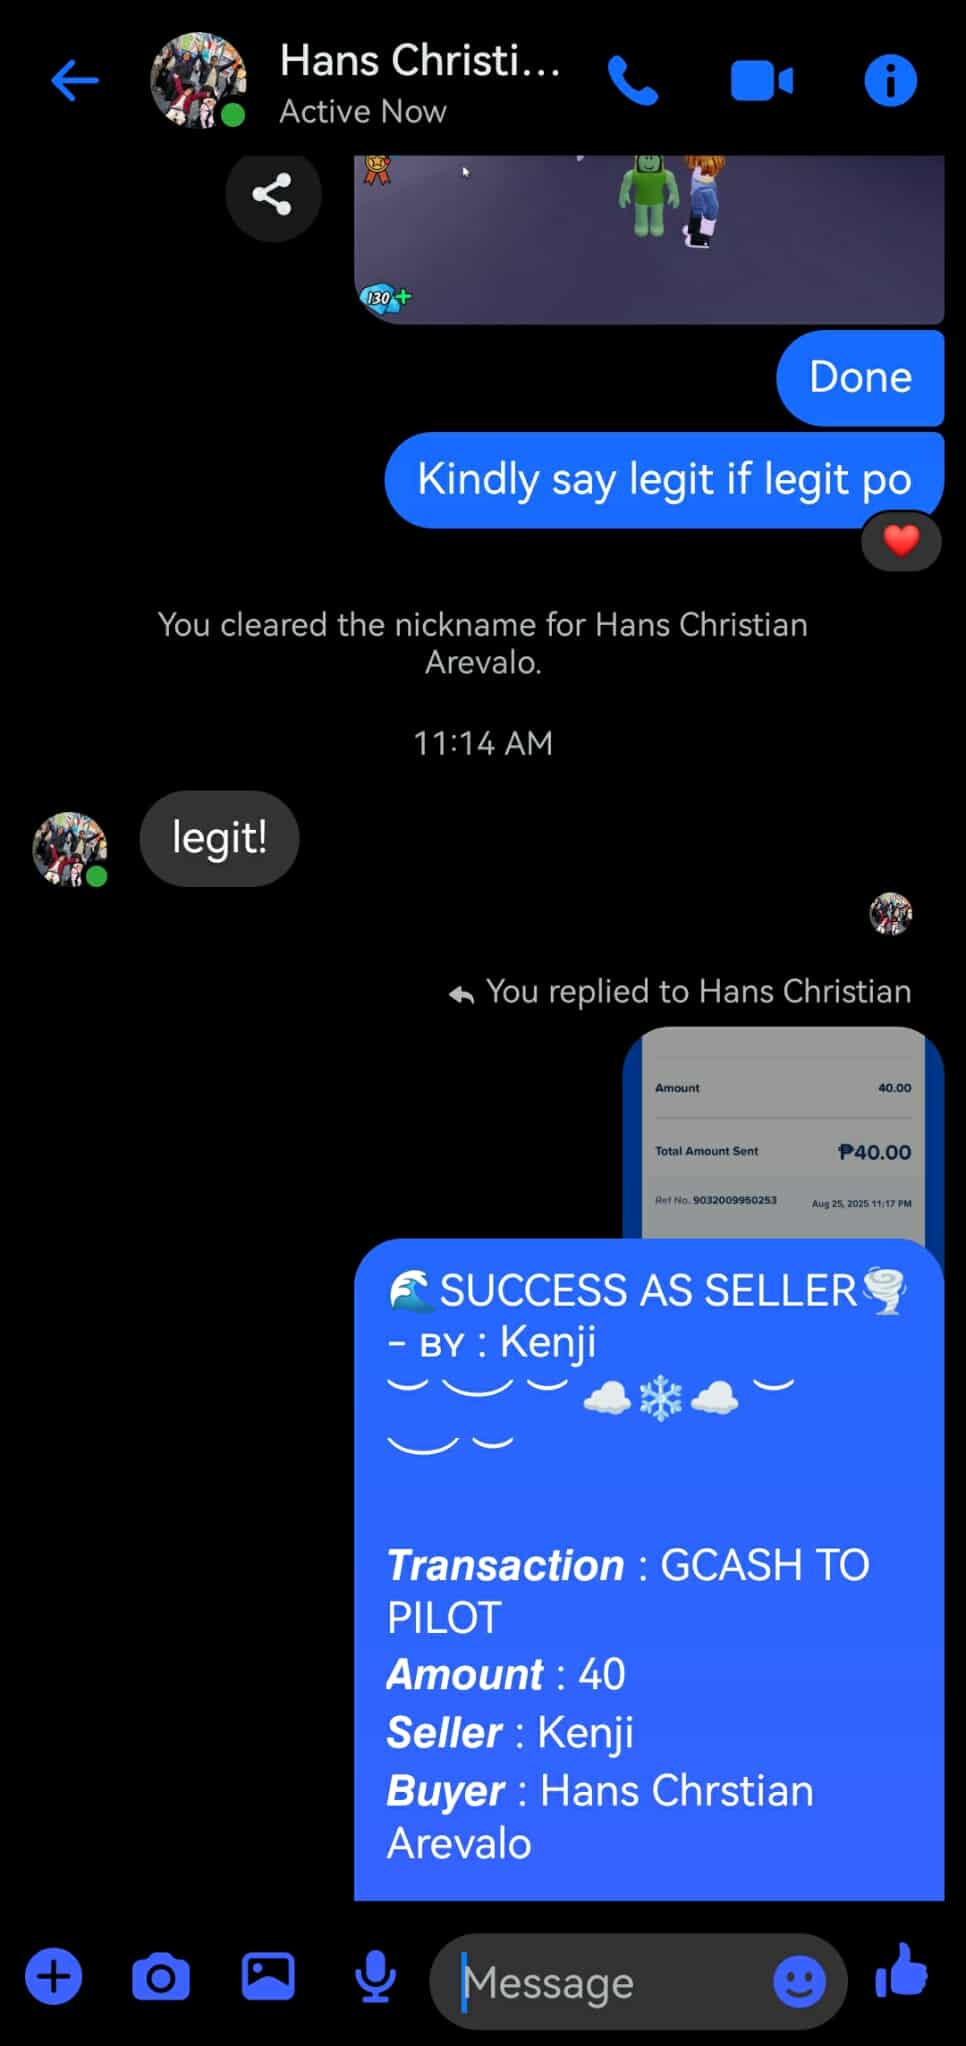 Hans Christi...
Active Now
130
Done
Kindly say legit if legit po
You cleared the nickname for Hans Christian
Arevalo.
11:14 AM
legit!
You replied to Hans Christian
Amount 40.00
Total Amount Sent ₱40.00
Ref No. 9032009950253 Aug 25, 2025 11:17 PM
🌊SUCCESS AS SELLER🌪️
- ʙʏ : Kenji
︶ ︶ ︶ ☁️❄️☁️ ︶
︶ ︶
Transaction : GCASH TO
PILOT
Amount : 40
Seller : Kenji
Buyer : Hans Chrstian
Arevalo
Message